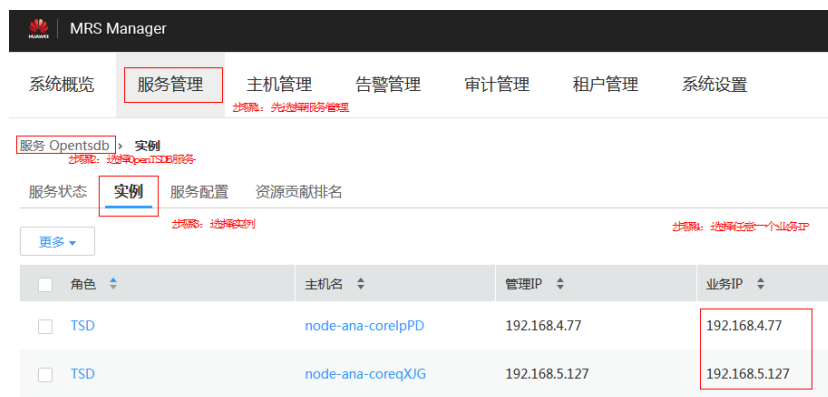 HUAWEI MRS Manager
系统概览 服务管理 主机管理 告警管理 审计管理 租户管理 系统设置
步骤1：先选择服务管理
服务 Opentsdb › 实例
步骤2：选择OpenTSDB服务
服务状态 实例 服务配置 资源贡献排名
步骤3：选择实例
步骤4：选择任意一个业务IP
更多
角色 主机名 管理IP 业务IP
TSD node-ana-corelpPD 192.168.4.77 192.168.4.77
TSD node-ana-coreqXJG 192.168.5.127 192.168.5.127